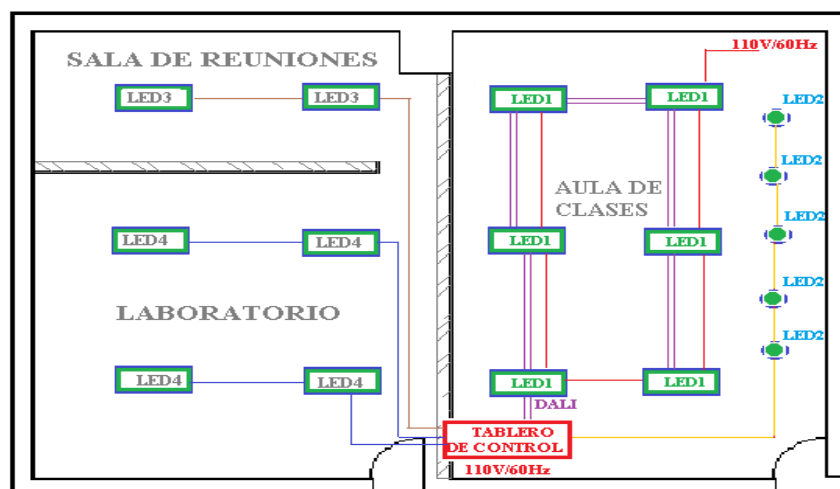 SALA DE REUNIONES
LED3
LED3
LED4
LED4
LABORATORIO
LED4
LED4
110V/60Hz
LED1
LED1
LED2
LED2
AULA DE
CLASES
LED1
LED1
LED2
LED2
LED2
LED1
LED1
DALI
TABLERO
DE CONTROL
110V/60Hz